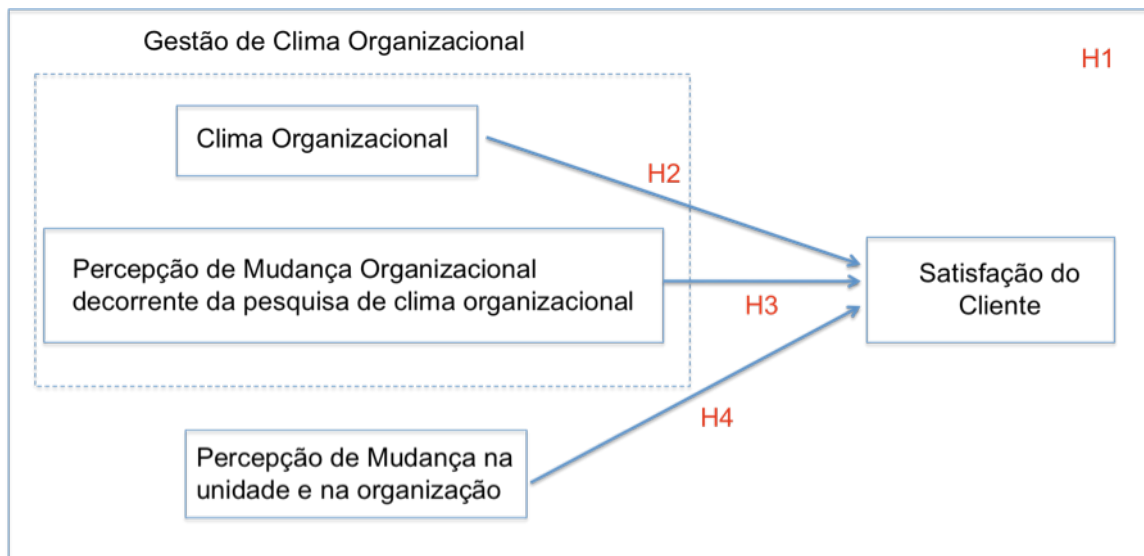 Gestão de Clima Organizacional
H1
Clima Organizacional
H2
Percepção de Mudança Organizacional
decorrente da pesquisa de clima organizacional
H3
Satisfação do
Cliente
H4
Percepção de Mudança na
unidade e na organização